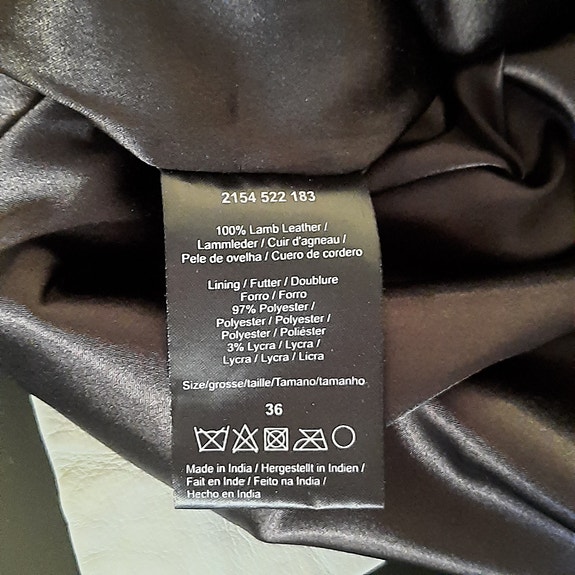 2154 522 183
100% Lamb Leather /
Lammleder / Cuir d'agneau /
Pele de ovelha / Cuero de cordero
Lining / Futter / Doublure
Forro / Forro
97% Polyester /
Polyester / Polyester /
Polyester / Poliéster
3% Lycra / Lycra /
Lycra / Lycra / Licra
Size/grosse/taille/Tamano/tamanho
36
Made in India / Hergestellt in Indien /
Fait en Inde / Feito na India /
Hecho en India